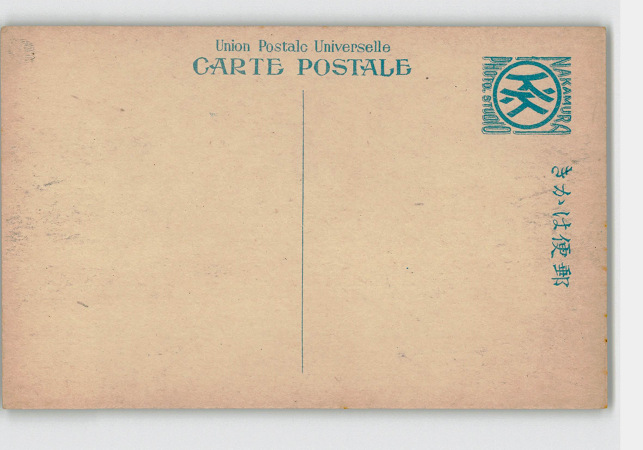 Union Postale Universelle
CARTE POSTALE
NAKAMURA
PHOTO. STUDIO
きかは便郵